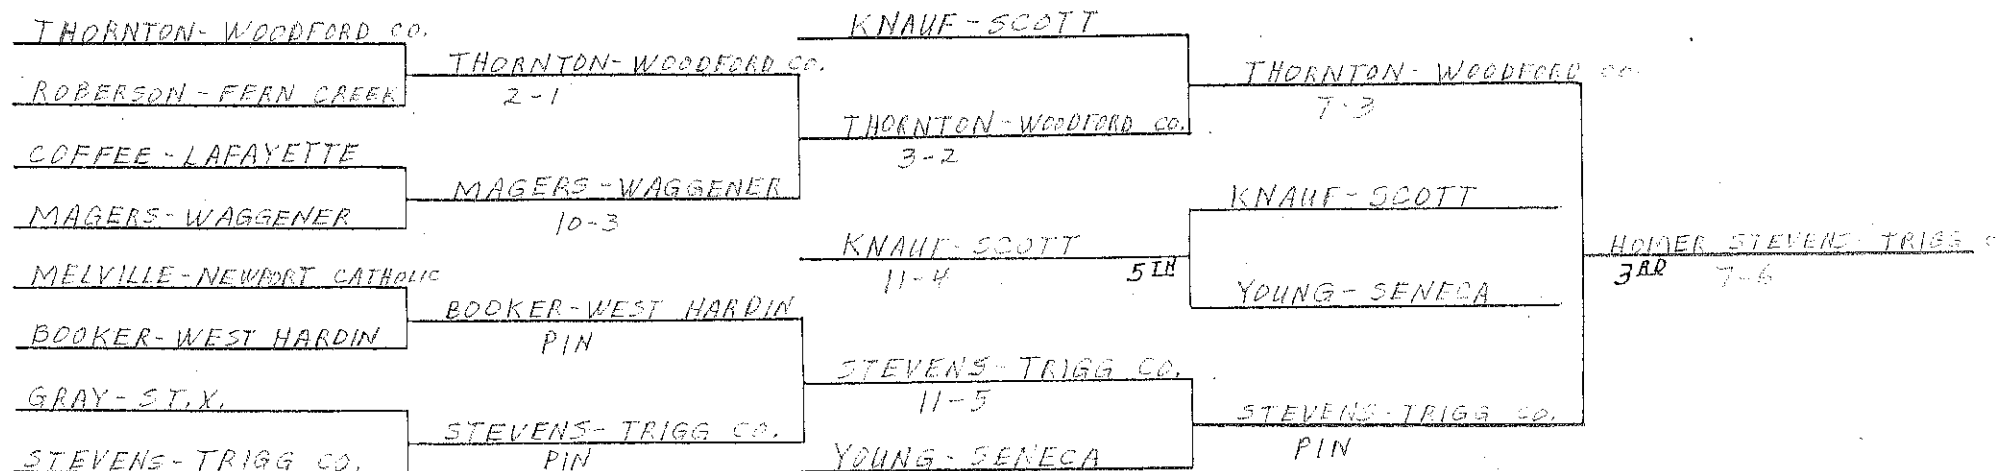 THORNTON-WOODFORD CO.
ROBERSON-FERN CREEK
COFFEE-LAFAYETTE
MAGERS-WAGGENER
MELVILLE-NEWPORT CATHOLIC
BOOKER-WEST HARDIN
GRAY-ST.X.
STEVENS-TRIGG CO.
THORNTON-WOODFORD CO.
2-1
MAGERS-WAGGENER
10-3
BOOKER-WEST HARDIN
PIN
STEVENS-TRIGG CO.
PIN
KNAUF-SCOTT
THORNTON-WOODFORD CO.
3-2
KNAUF-SCOTT
11-4
5TH
STEVENS-TRIGG CO.
11-5
YOUNG-SENECA
THORNTON-WOODFORD CO.
7-3
KNAUF-SCOTT
YOUNG-SENECA
STEVENS-TRIGG CO.
PIN
HOMER STEVENS-TRIGG C
3RD
7-6